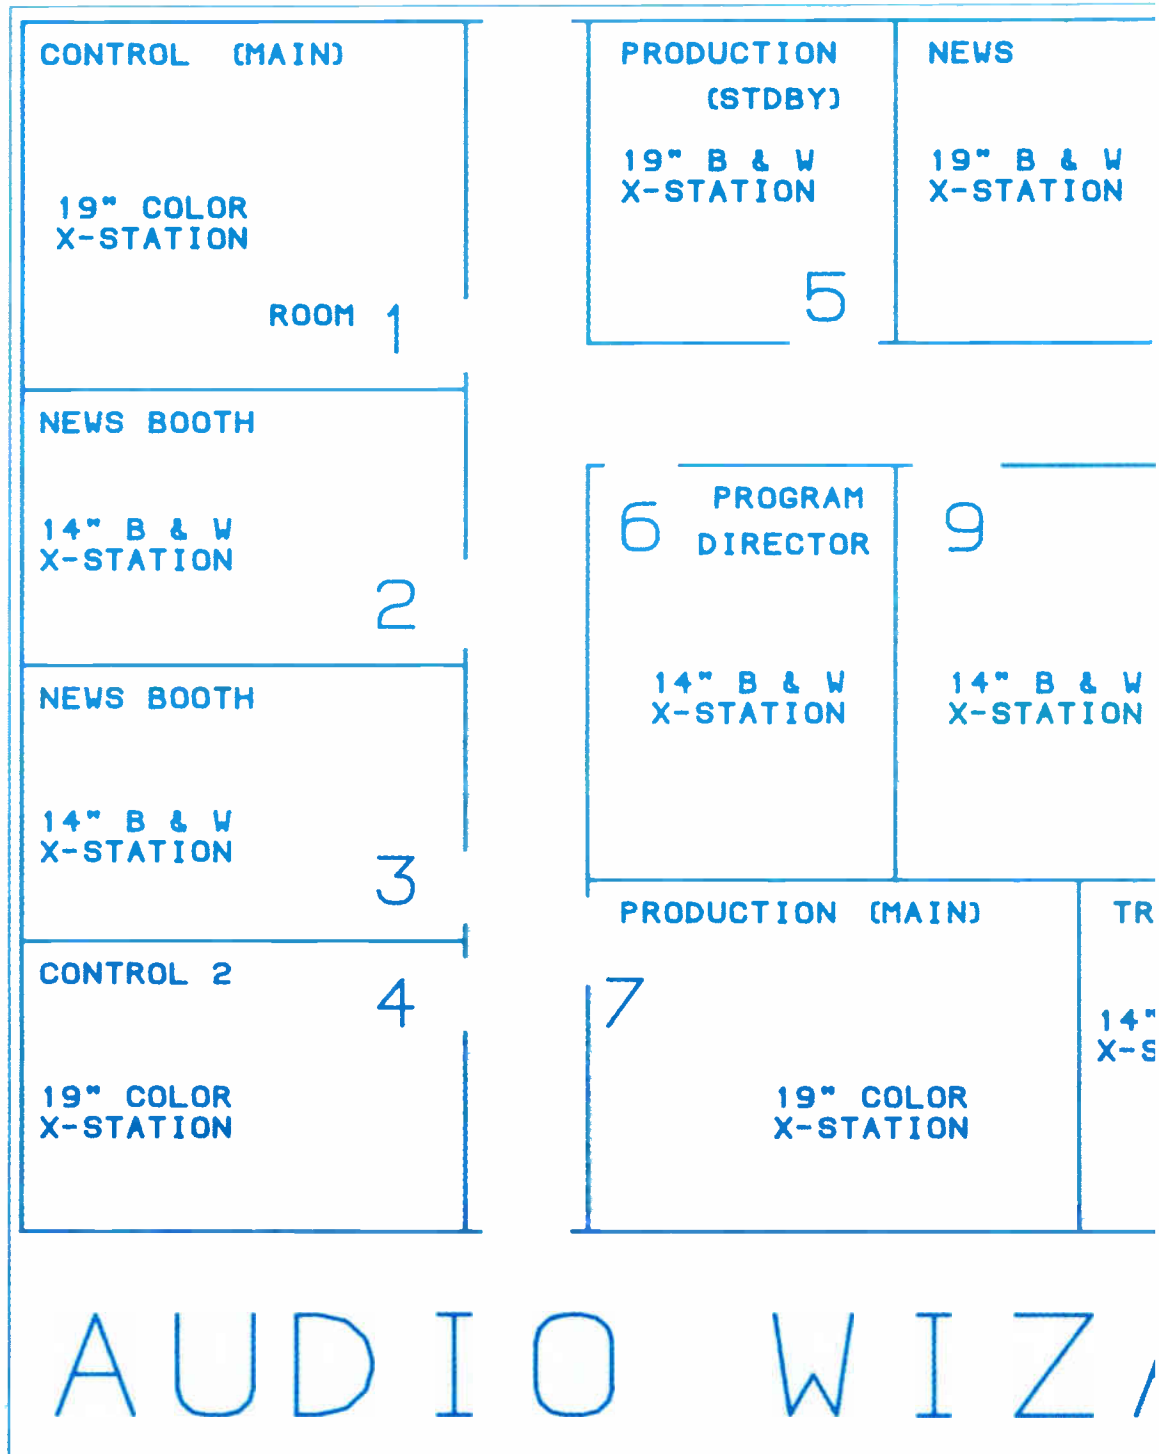 CONTROL (MAIN)
19" COLOR
X-STATION
ROOM 1
PRODUCTION
(STDBY)
19" B & W
X-STATION
5
NEWS
19" B & W
X-STATION
NEWS BOOTH
14" B & W
X-STATION
2
6 PROGRAM
DIRECTOR
14" B & W
X-STATION
9
14" B & W
X-STATION
NEWS BOOTH
14" B & W
X-STATION
3
CONTROL 2
4
19" COLOR
X-STATION
PRODUCTION (MAIN)
7
19" COLOR
X-STATION
TR
14"
X-S
AUDIO WIZ